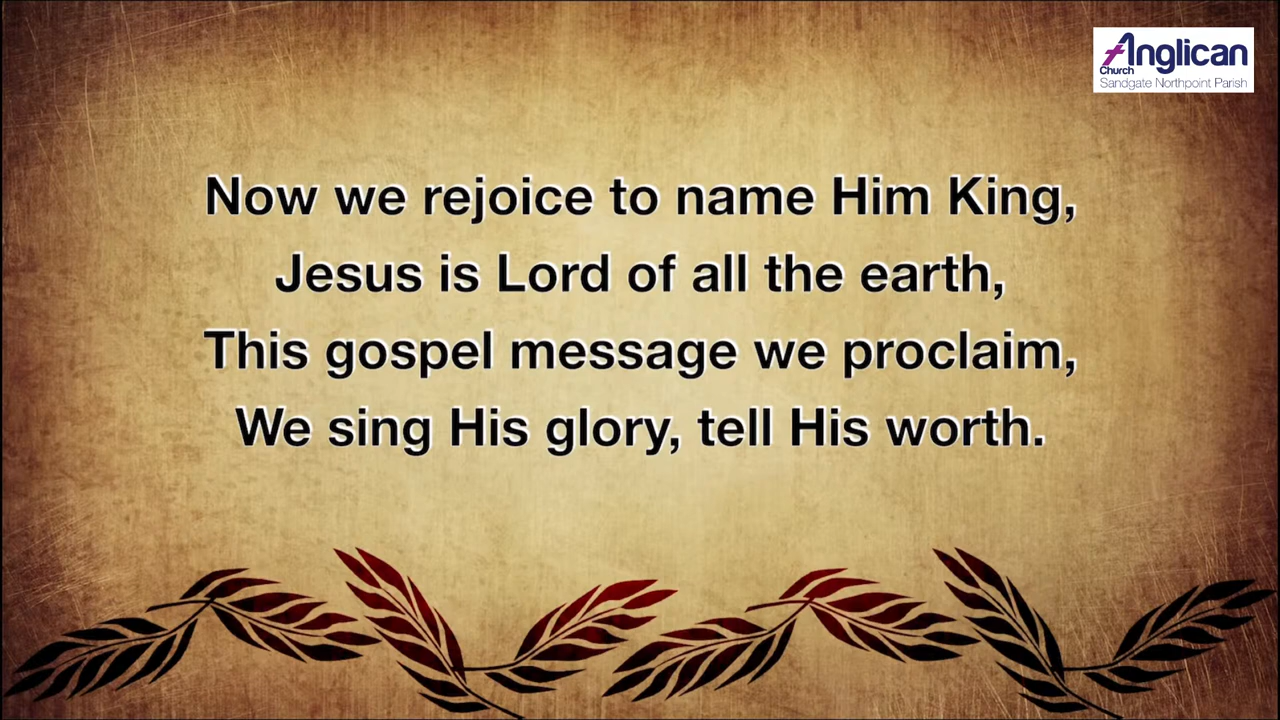 Anglican
Church
Sandgate Northpoint Parish
Now we rejoice to name Him King,
Jesus is Lord of all the earth,
This gospel message we proclaim,
We sing His glory, tell His worth.